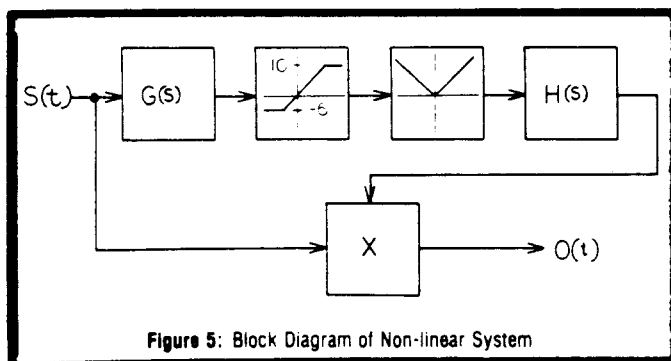 S(t)
G(s)
10
-6
H(s)
X
O(t)
Figure 5: Block Diagram of Non-linear System